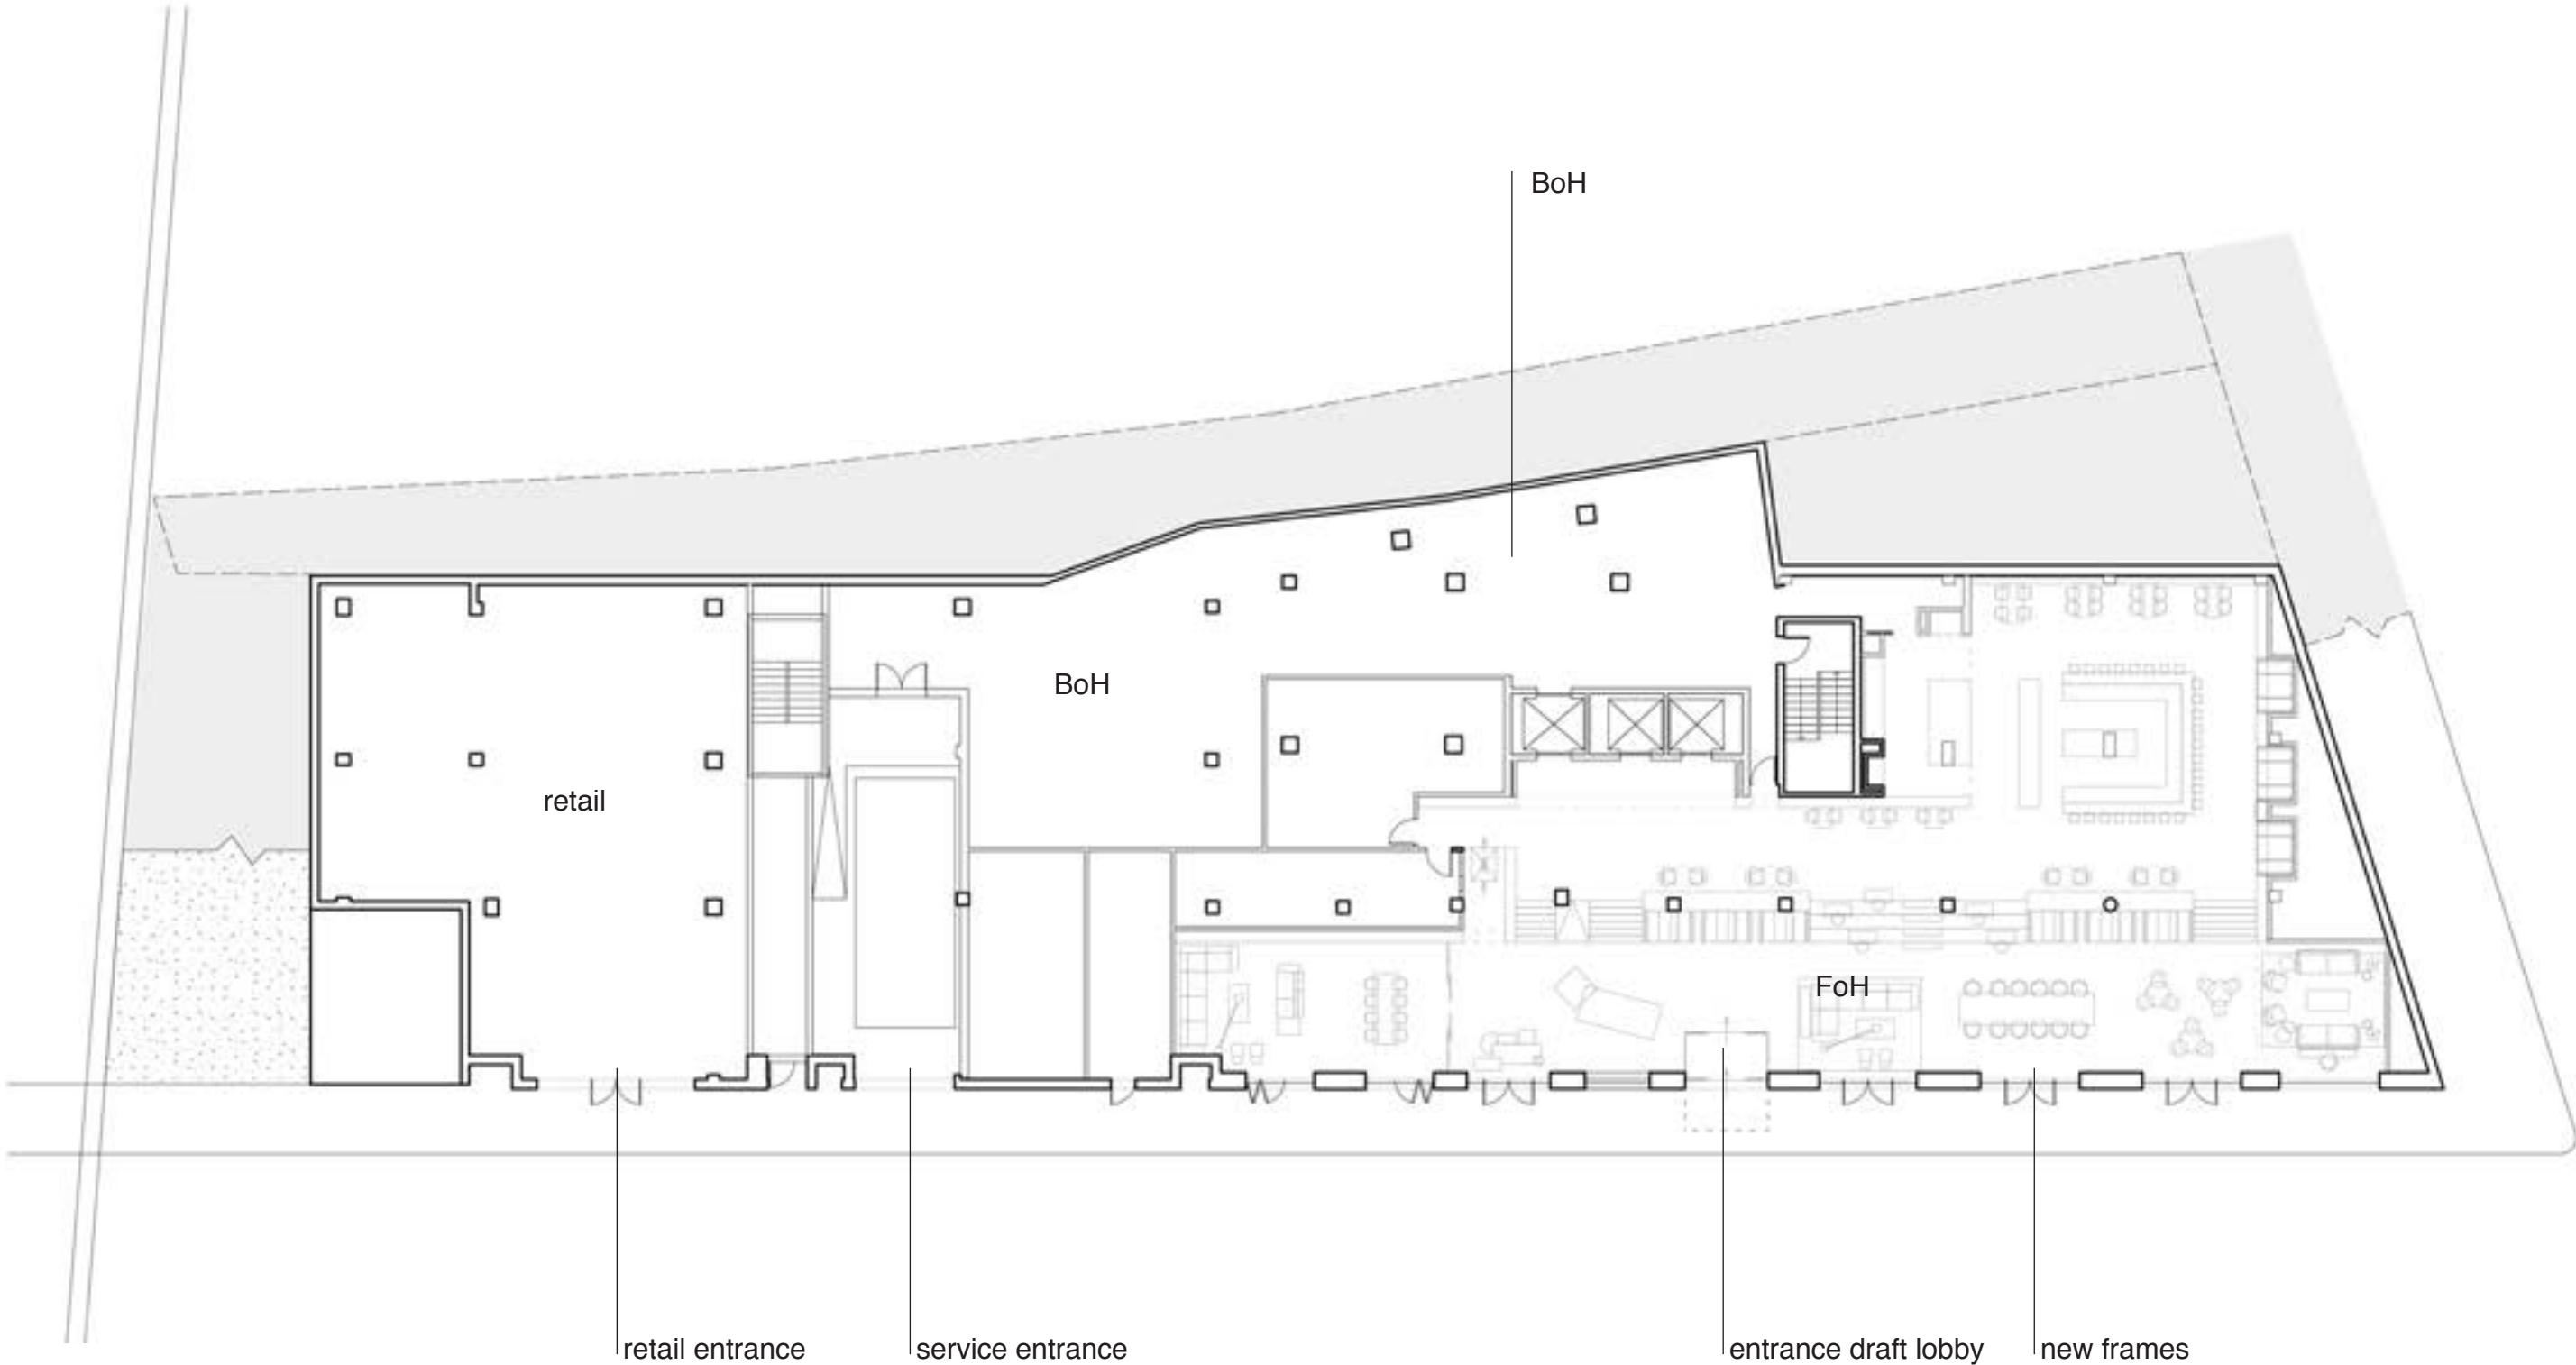 BoH
BoH
retail
FoH
retail entrance
service entrance
entrance draft lobby
new frames